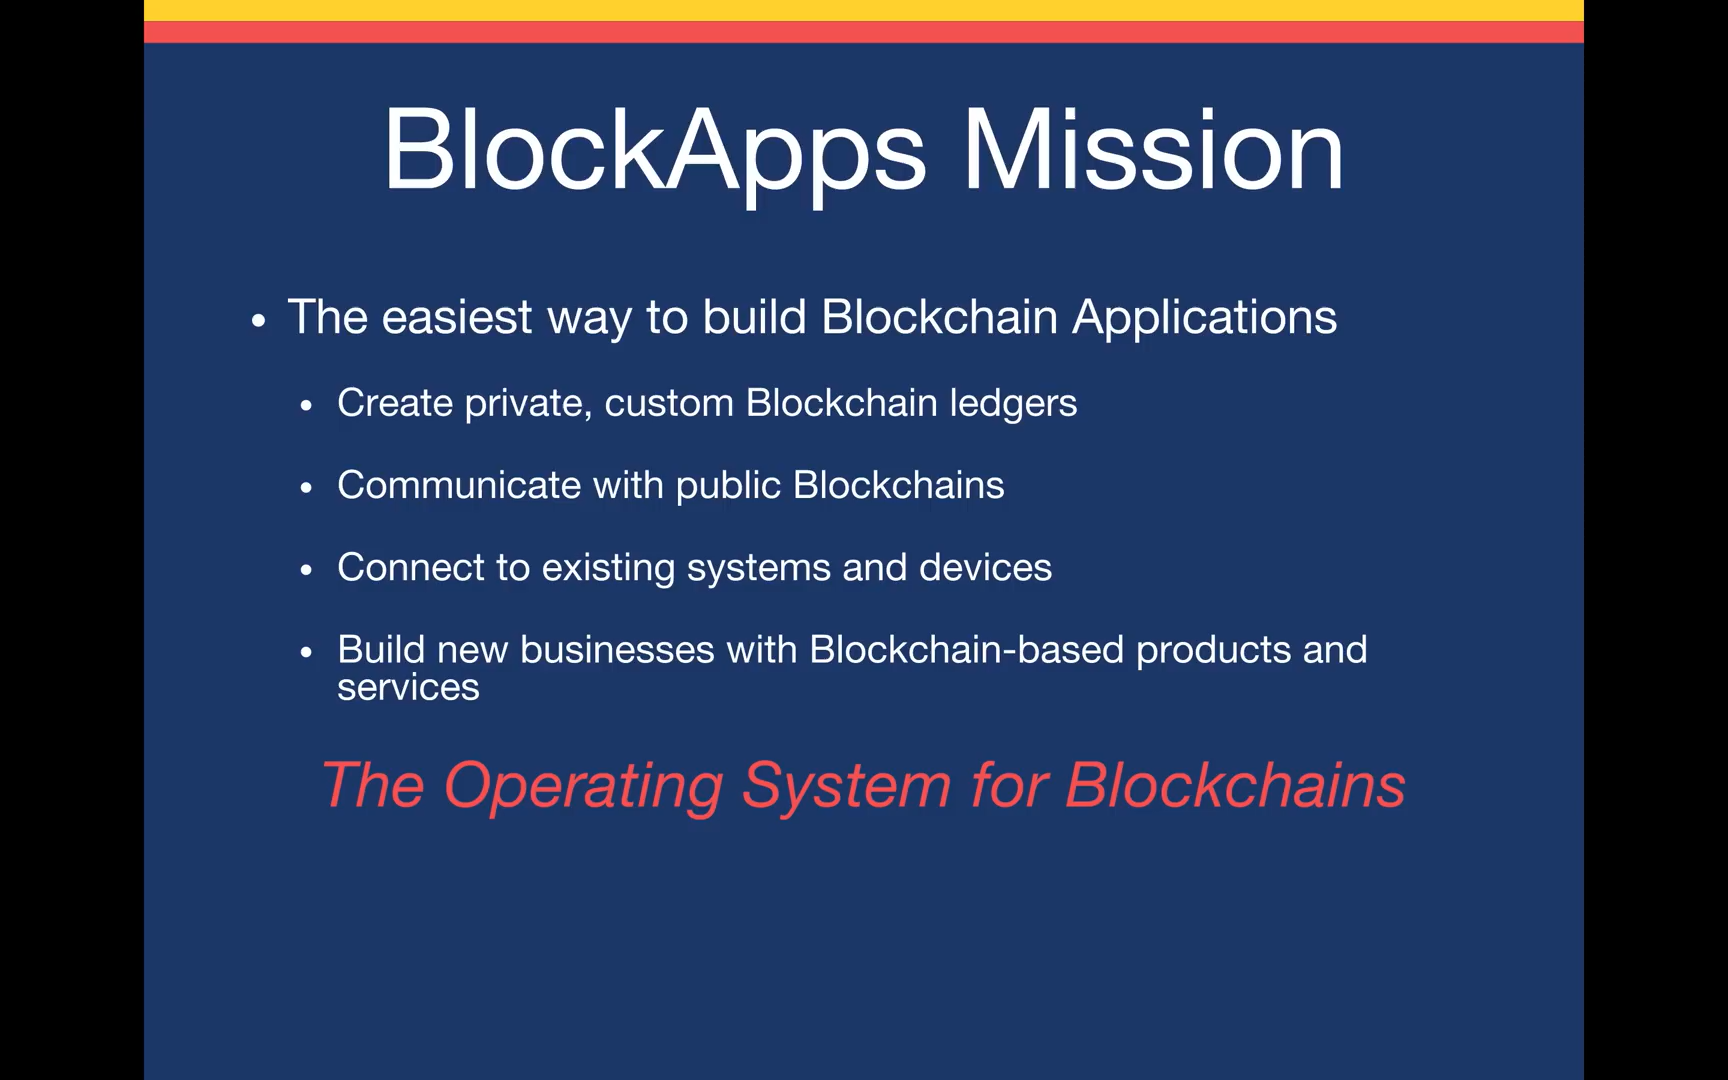 BlockApps Mission
• The easiest way to build Blockchain Applications
• Create private, custom Blockchain ledgers
• Communicate with public Blockchains
• Connect to existing systems and devices
• Build new businesses with Blockchain-based products and
services
The Operating System for Blockchains